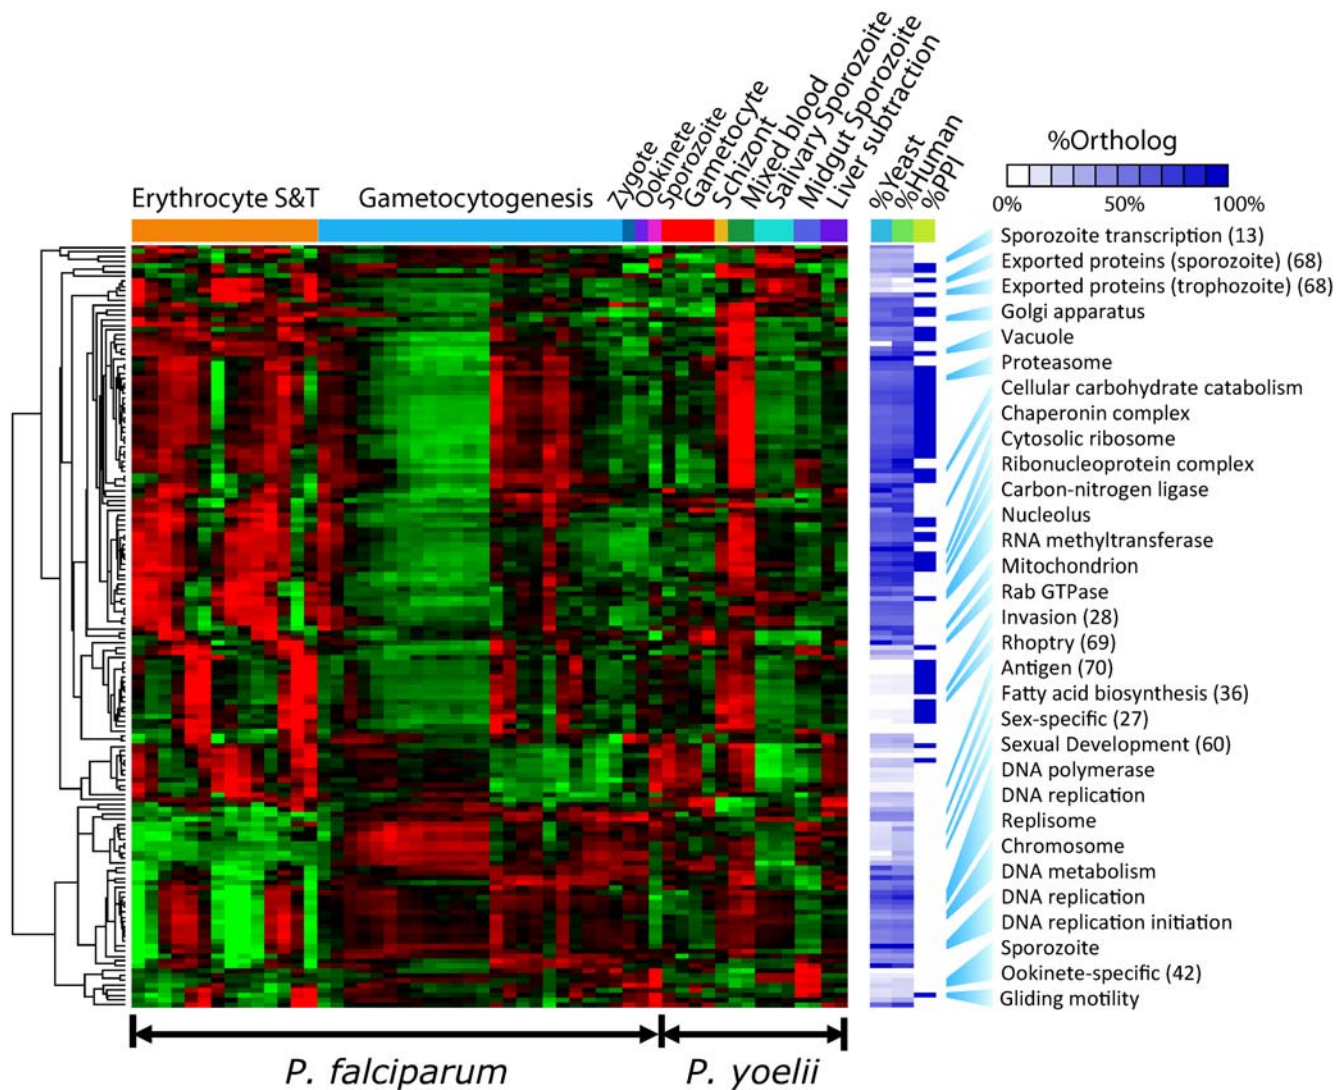 Erythrocyte S&T
Gametocytogenesis
Zygote
Ookinete
Sporozoite
Gametocyte
Schizont
Mixed blood
Salivary Sporozoite
Midgut Sporozoite
Liver subtraction
%Yeast
%Human
%PPI
%Ortholog
0% 50% 100%
Sporozoite transcription (13)
Exported proteins (sporozoite) (68)
Exported proteins (trophozoite) (68)
Golgi apparatus
Vacuole
Proteasome
Cellular carbohydrate catabolism
Chaperonin complex
Cytosolic ribosome
Ribonucleoprotein complex
Carbon-nitrogen ligase
Nucleolus
RNA methyltransferase
Mitochondrion
Rab GTPase
Invasion (28)
Rhoptry (69)
Antigen (70)
Fatty acid biosynthesis (36)
Sex-specific (27)
Sexual Development (60)
DNA polymerase
DNA replication
Replisome
Chromosome
DNA metabolism
DNA replication
DNA replication initiation
Sporozoite
Ookinete-specific (42)
Gliding motility
P. falciparum
P. yoelii